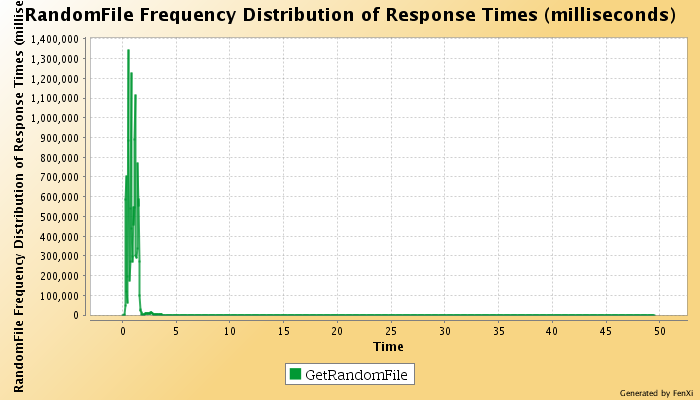 RandomFile Frequency Distribution of Response Times (milliseconds)
RandomFile Frequency Distribution of Response Times (millise
1,400,000
1,300,000
1,200,000
1,100,000
1,000,000
900,000
800,000
700,000
600,000
500,000
400,000
300,000
200,000
100,000
0
0 5 10 15 20 25 30 35 40 45 50
Time
GetRandomFile
Generated by FenXi